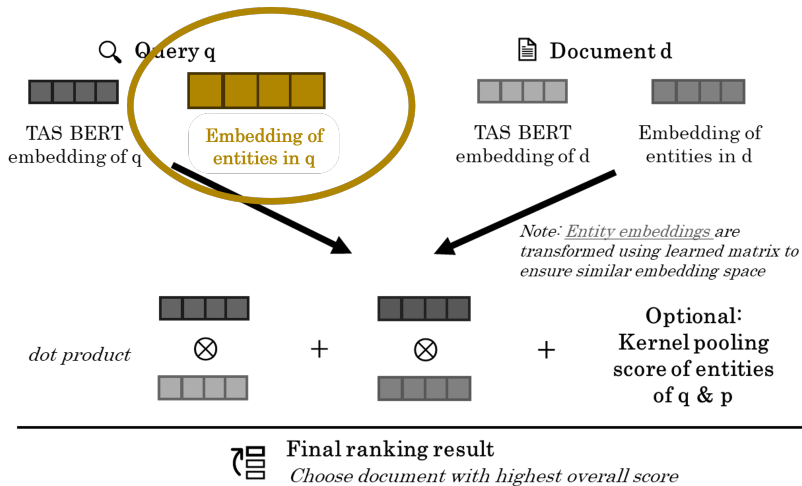 Query q
Document d
TAS BERT
embedding of q
Embedding of
entities in q
TAS BERT
embedding of d
Embedding of
entities in d
Note: Entity embeddings are
transformed using learned matrix to
ensure similar embedding space
dot product
+
+
Optional:
Kernel pooling
score of entities
of q & p
Final ranking result
Choose document with highest overall score